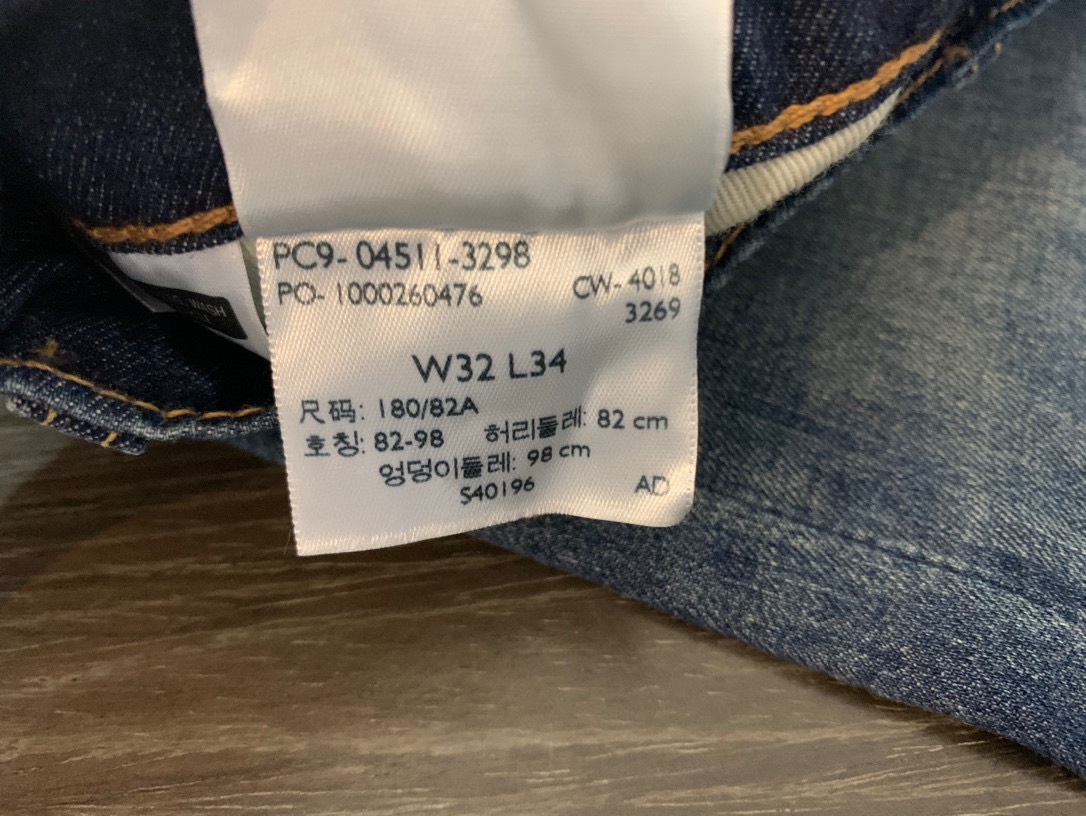 PC9- 04511-3298
PO- 1000260476 CW- 4018
3269
W32 L34
尺码: 180/82A
호칭: 82-98 허리둘레: 82 cm
엉덩이둘레: 98 cm
S40196 AD
WASH